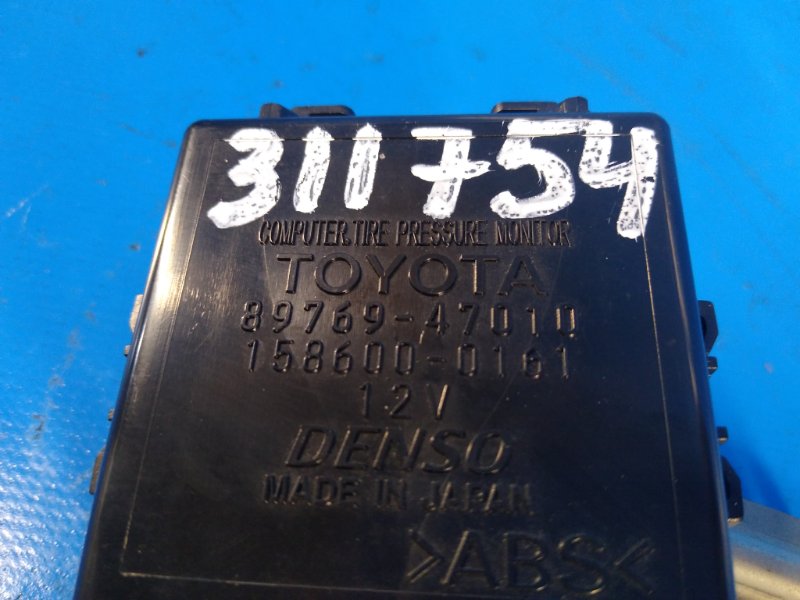 311754
COMPUTER.TIRE PRESSURE MONITOR
TOYOTA
89769-47010
158600-0161
12V
DENSO
MADE IN JAPAN
>ABS<